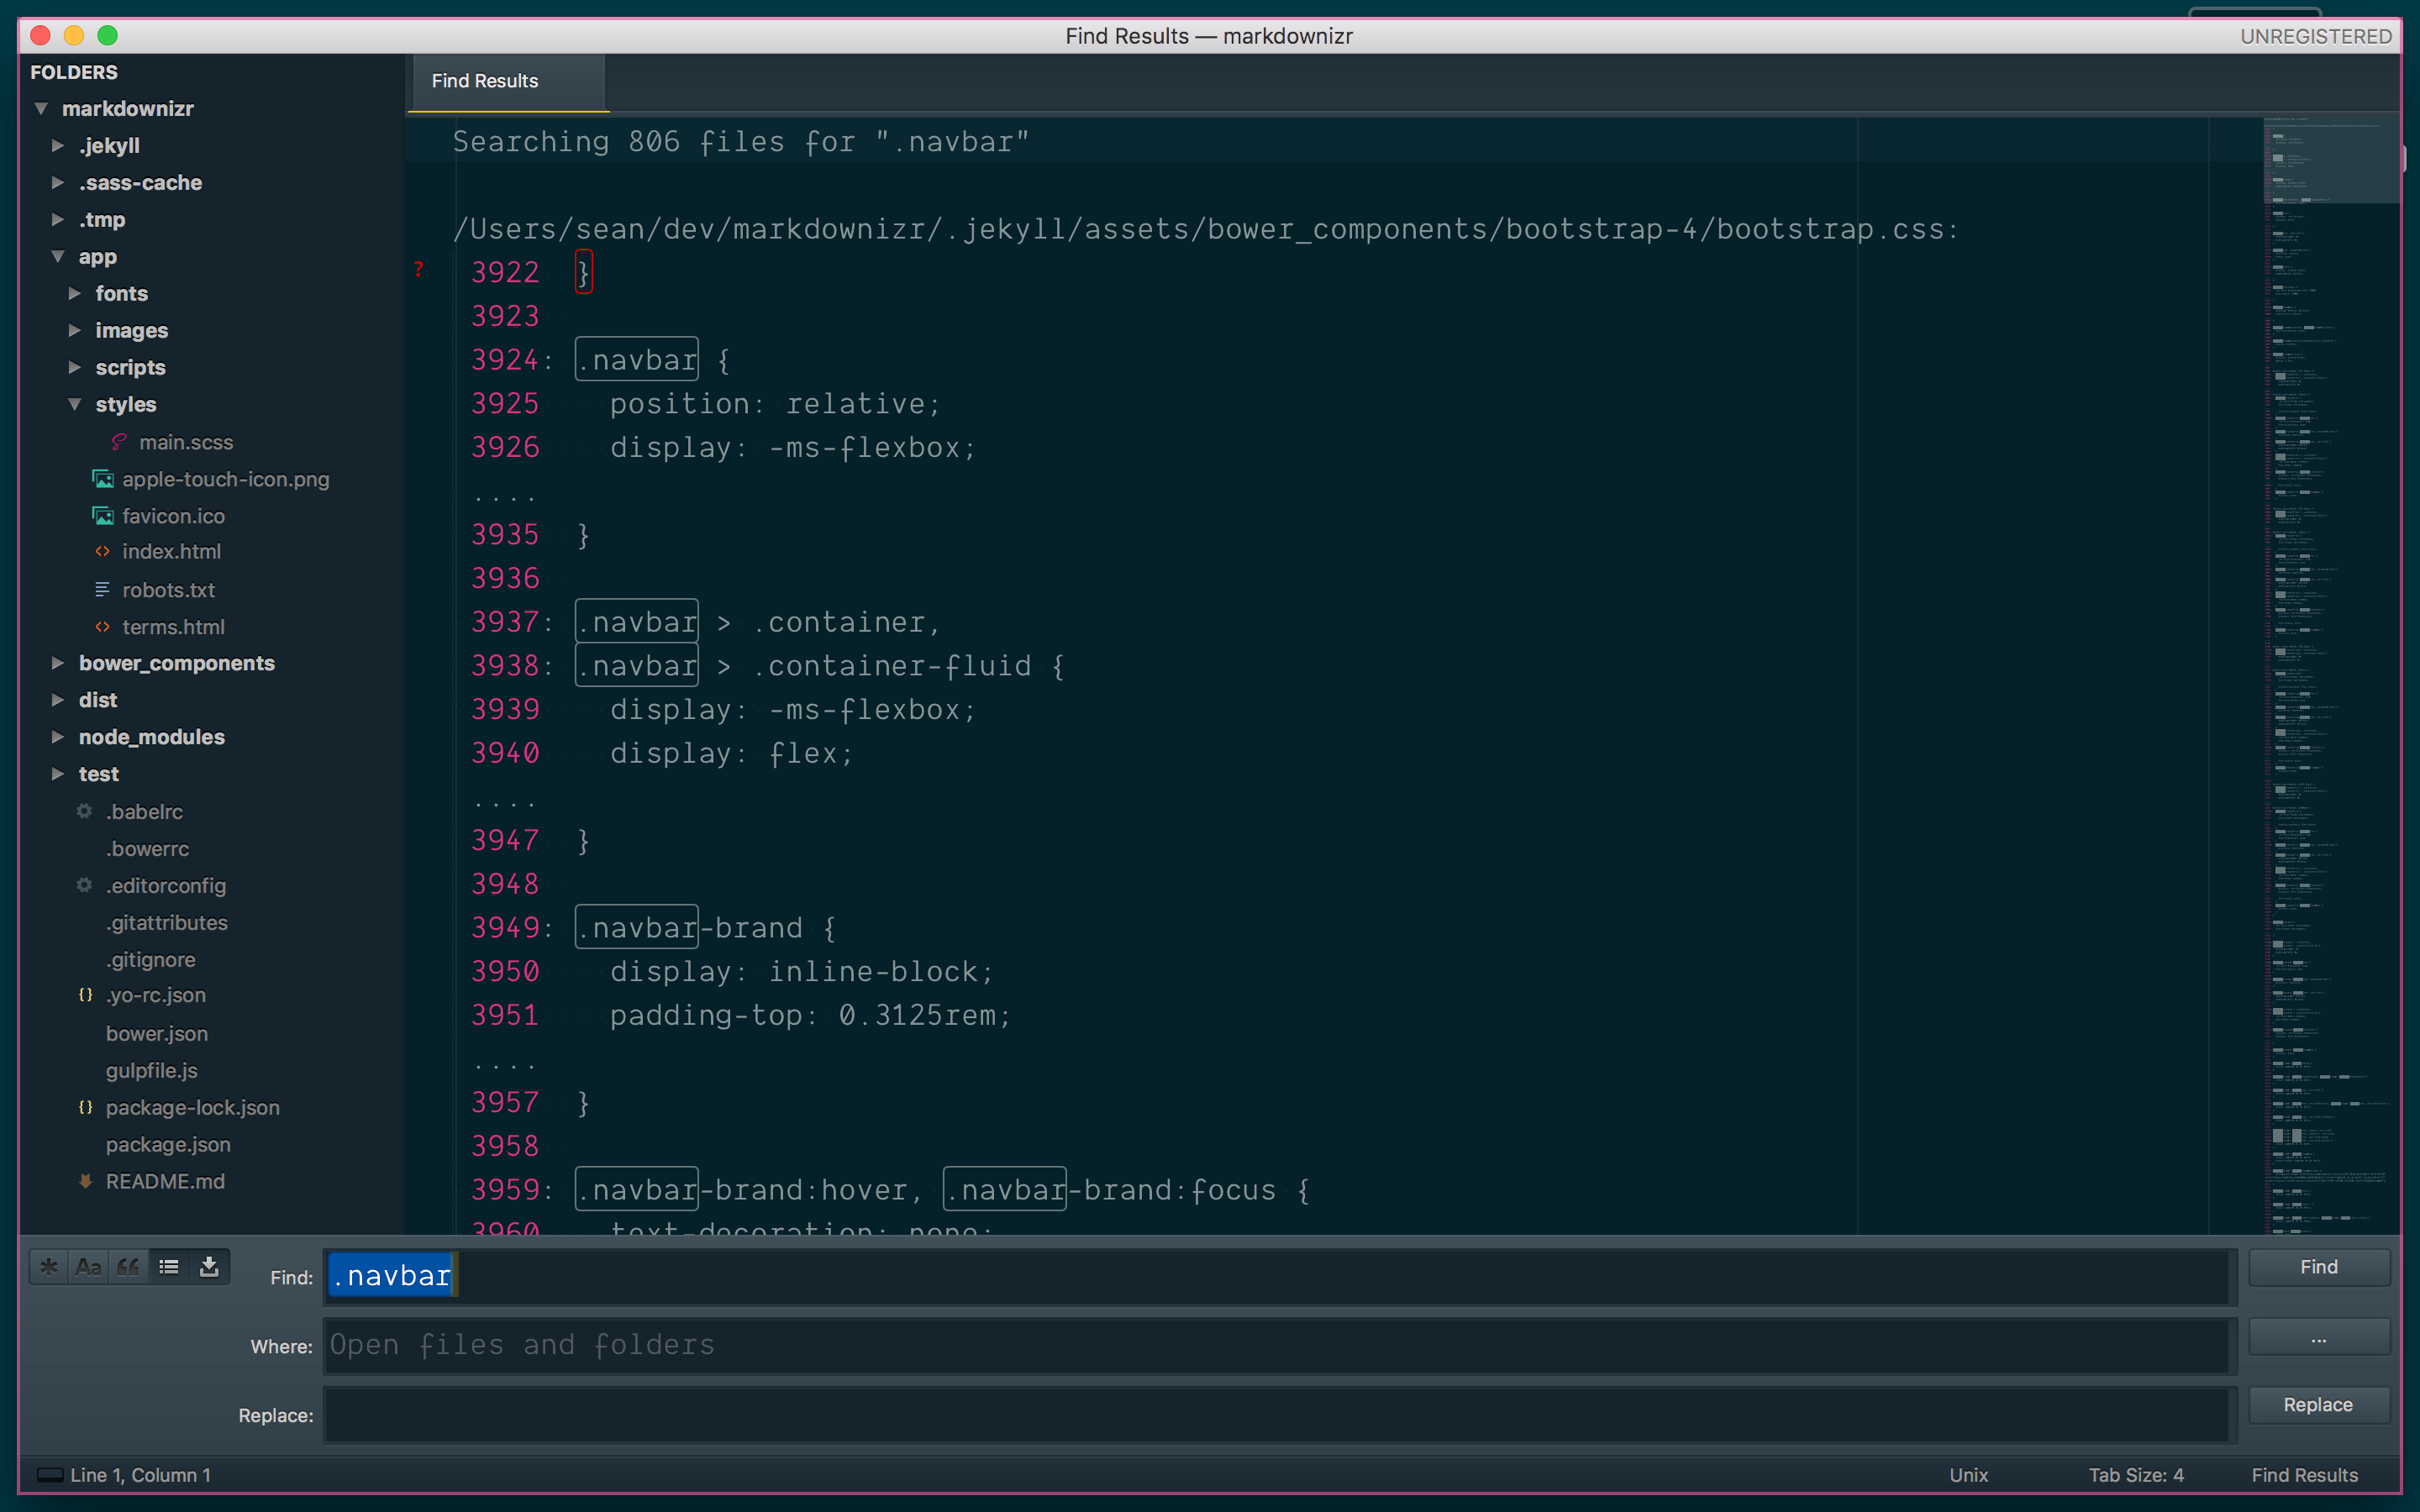 Find Results — markdownizr
UNREGISTERED
FOLDERS
markdownizr
.jekyll
.sass-cache
.tmp
app
fonts
images
scripts
styles
main.scss
apple-touch-icon.png
favicon.ico
index.html
robots.txt
terms.html
bower_components
dist
node_modules
test
.babelrc
.bowerrc
.editorconfig
.gitattributes
.gitignore
{} .yo-rc.json
bower.json
gulpfile.js
{} package-lock.json
package.json
README.md
Find Results
Searching 806 files for ".navbar"
/Users/sean/dev/markdownizr/.jekyll/assets/bower_components/bootstrap-4/bootstrap.css:
? 3922 }
3923
3924: .navbar {
3925 position: relative;
3926 display: -ms-flexbox;
....
3935 }
3936
3937: .navbar > .container,
3938: .navbar > .container-fluid {
3939 display: -ms-flexbox;
3940 display: flex;
....
3947 }
3948
3949: .navbar-brand {
3950 display: inline-block;
3951 padding-top: 0.3125rem;
....
3957 }
3958
3959: .navbar-brand:hover, .navbar-brand:focus {
3960 text-decoration: none;
Aa
Find: .navbar
Find
Where: Open files and folders
...
Replace:
Replace
Line 1, Column 1
Unix
Tab Size: 4
Find Results